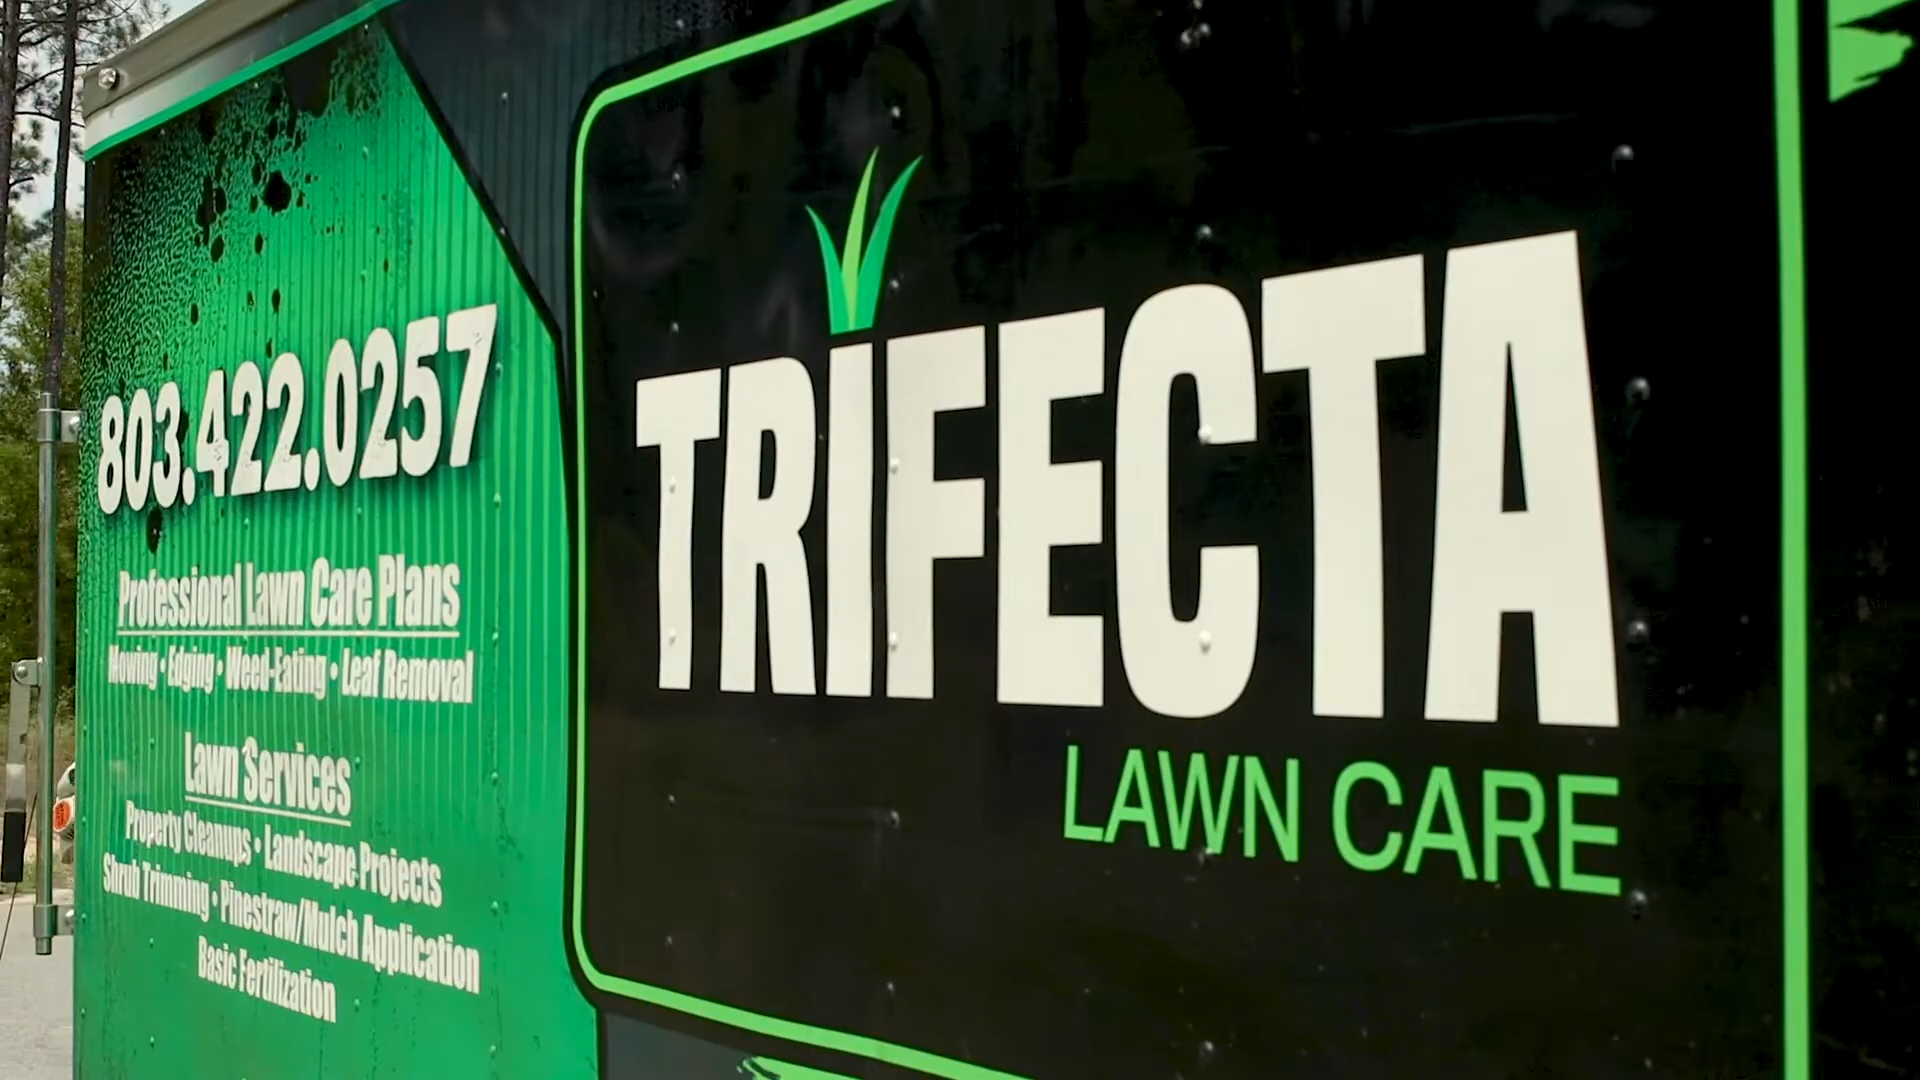 803.422.0257
Professional Lawn Care Plans
Mowing • Edging • Weed-Eating • Leaf Removal
Lawn Services
Property Cleanups • Landscape Projects
Shrub Trimming • Pinestraw/Mulch Application
Basic Fertilization
TRIFECTA
LAWN CARE